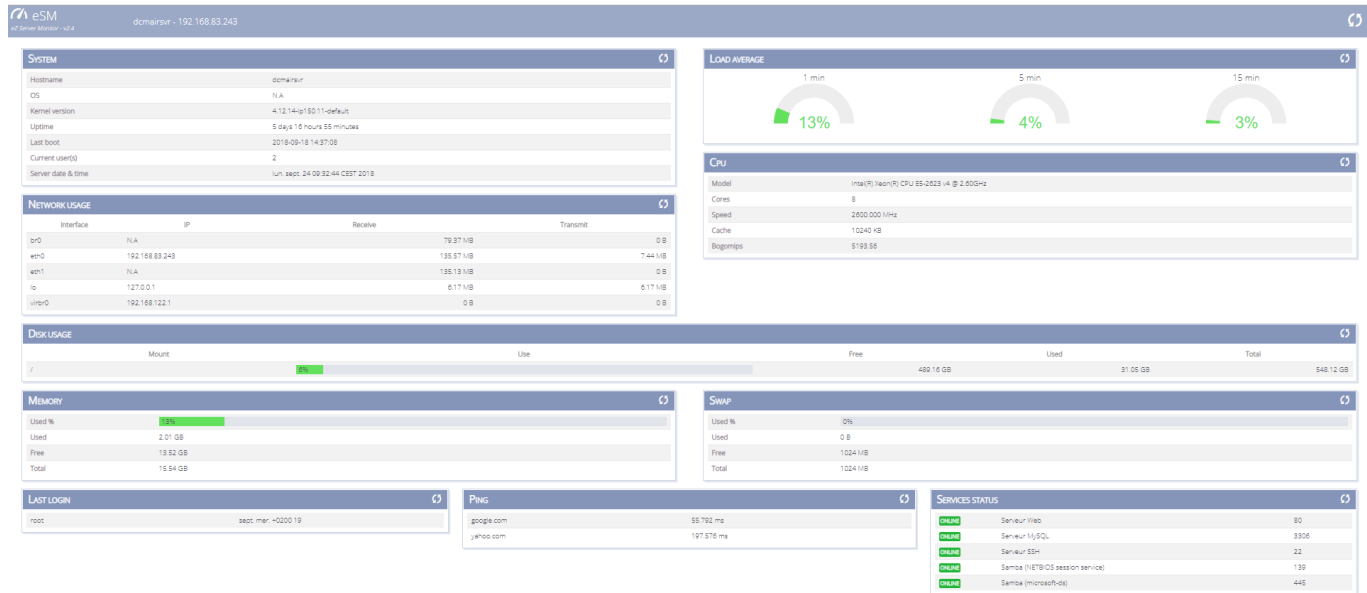 eSM
eZ Server Monitor - v2.4
dcmairsvr - 192.168.83.243
SYSTEM
Hostname dcmairsvr
OS N.A
Kernel version 4.12.14-lp150.11-default
Uptime 5 days 16 hours 55 minutes
Last boot 2018-09-18 14:37:08
Current user(s) 2
Server date & time lun. sept. 24 09:32:44 CEST 2018
LOAD AVERAGE
1 min 5 min 15 min
13% 4% 3%
CPU
Model Intel(R) Xeon(R) CPU E5-2623 v4 @ 2.60GHz
Cores 8
Speed 2600.000 MHz
Cache 10240 KB
Bogomips 5193.56
NETWORK USAGE
Interface IP Receive Transmit
br0 N.A 79.37 MB 0 B
eth0 192.168.83.243 135.57 MB 7.44 MB
eth1 N.A 135.13 MB 0 B
lo 127.0.0.1 6.17 MB 6.17 MB
virbr0 192.168.122.1 0 B 0 B
DISK USAGE
Mount Use Free Used Total
/ 6% 489.16 GB 31.05 GB 548.12 GB
MEMORY
Used % 13%
Used 2.01 GB
Free 13.52 GB
Total 15.54 GB
SWAP
Used % 0%
Used 0 B
Free 1024 MB
Total 1024 MB
LAST LOGIN
root sept. mer. +0200 19
PING
google.com 55.792 ms
yahoo.com 197.576 ms
SERVICES STATUS
ONLINE Serveur Web 80
ONLINE Serveur MySQL 3306
ONLINE Serveur SSH 22
ONLINE Samba (NETBIOS session service) 139
ONLINE Samba (microsoft-ds) 445